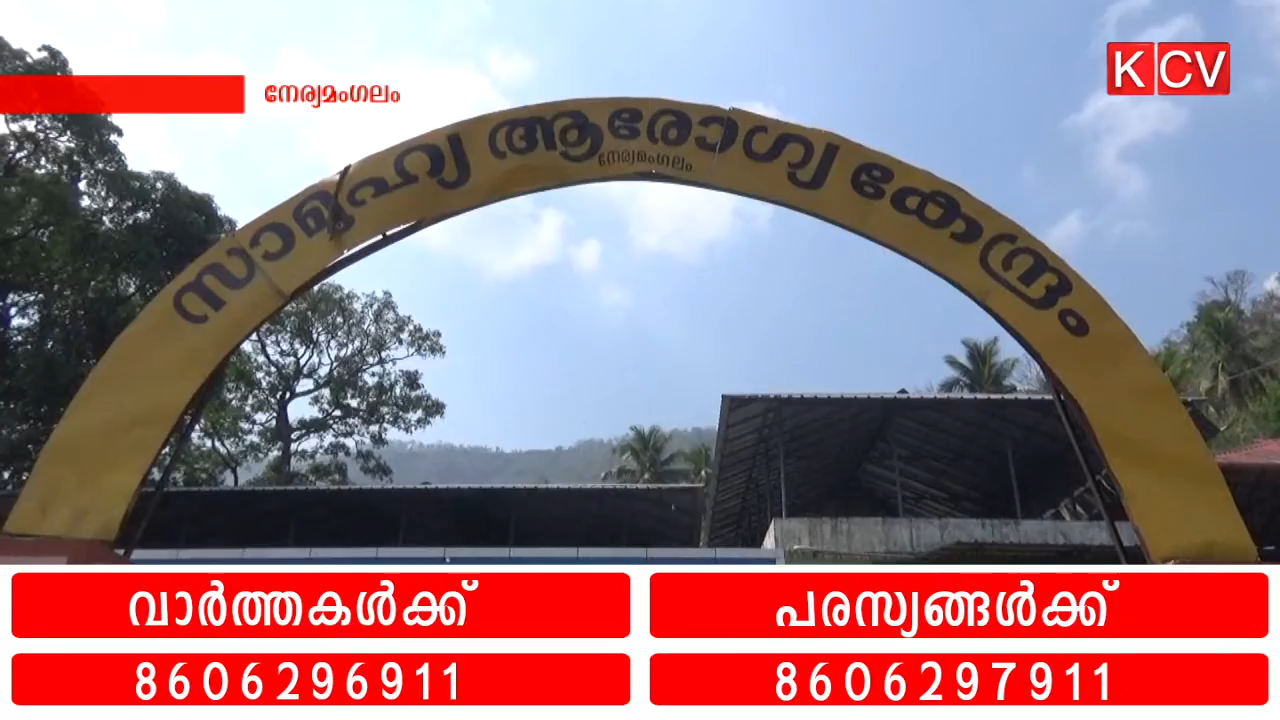 KCV
നേര്യമംഗലം
സാമൂഹ്യ ആരോഗ്യ കേന്ദ്രം
നേര്യമംഗലം
വാർത്തകൾക്ക്
പരസ്യങ്ങൾക്ക്
8606296911
8606297911